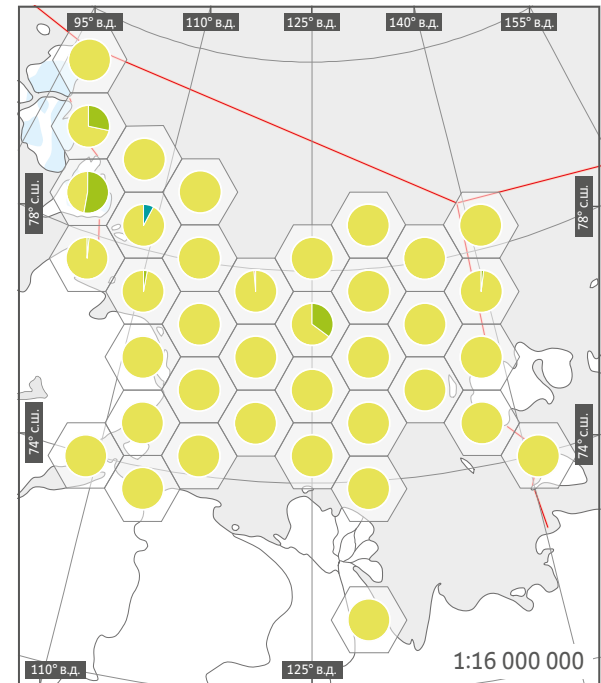 95° в.д. 110° в.д. 125° в.д. 140° в.д. 155° в.д.
78° с.ш. 78° с.ш.
74° с.ш. 74° с.ш.
110° в.д. 125° в.д. 1:16 000 000